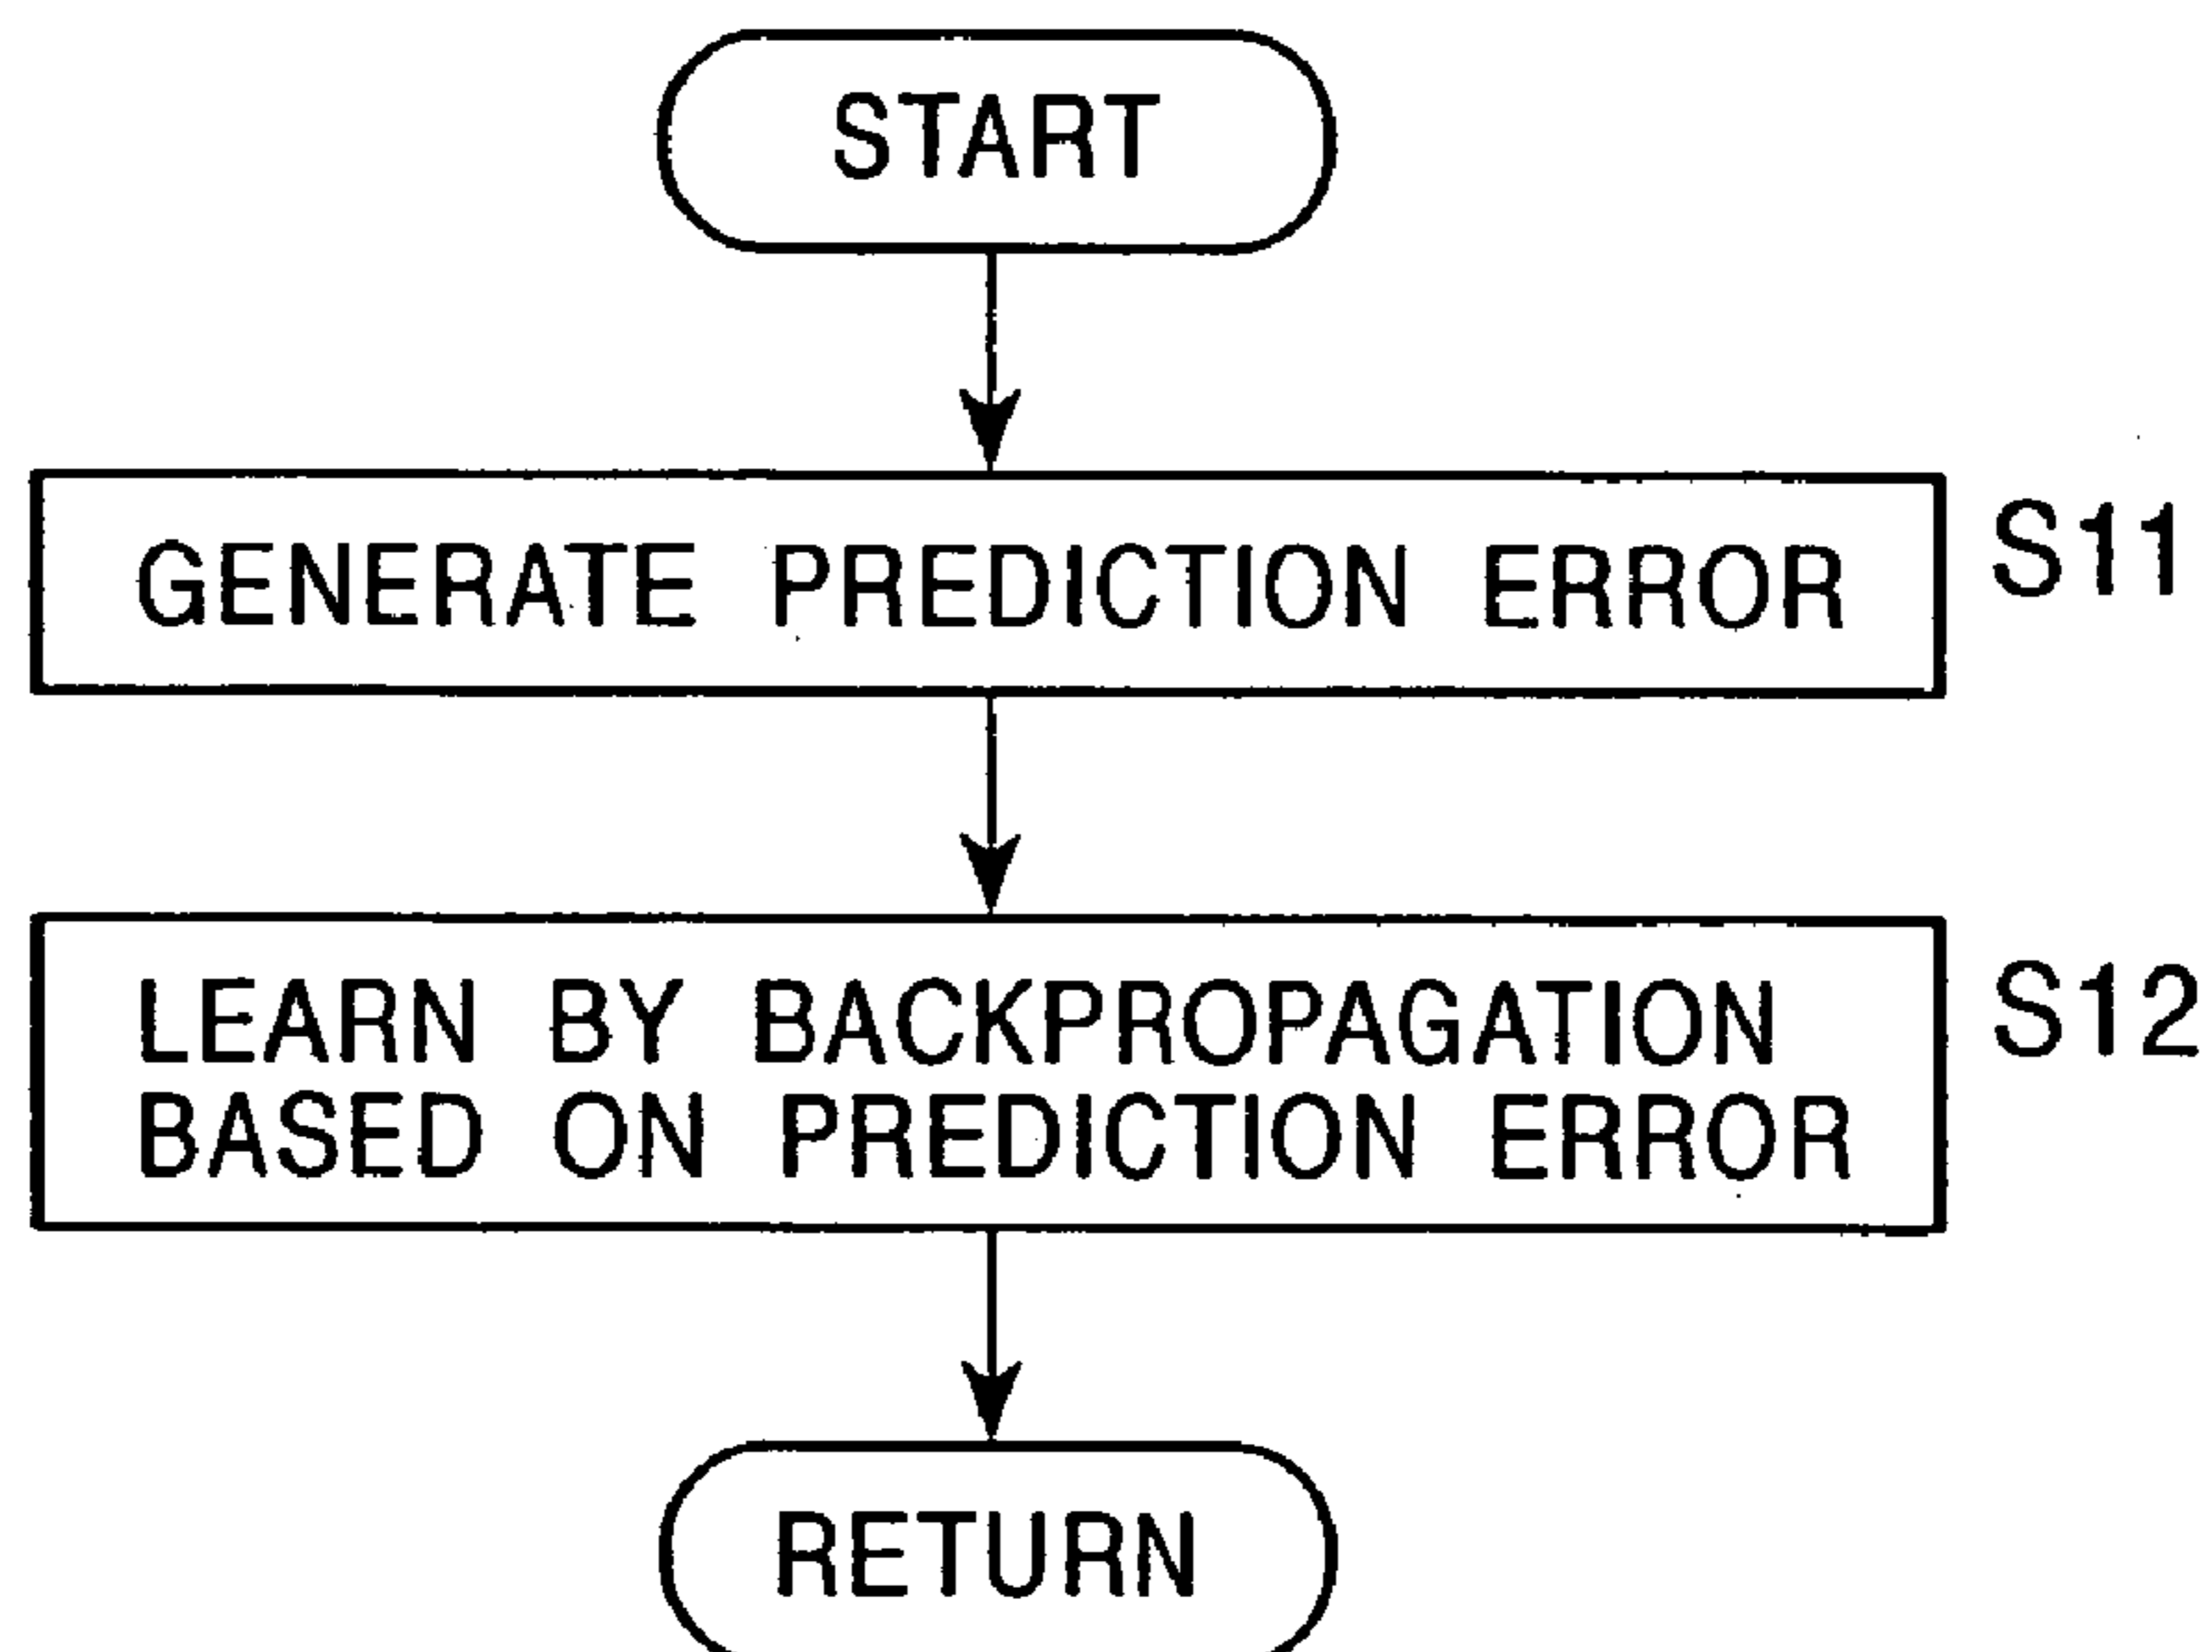 START
GENERATE PREDICTION ERROR
S11
LEARN BY BACKPROPAGATION
BASED ON PREDICTION ERROR
S12
RETURN